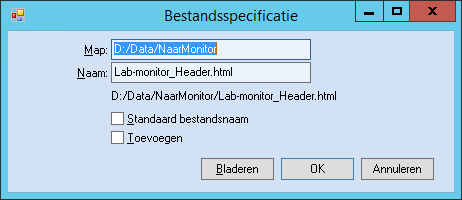 Bestandsspecificatie
Map: D:/Data/NaarMonitor
Naam: Lab-monitor_Header.html
D:/Data/NaarMonitor/Lab-monitor_Header.html
Standaard bestandsnaam
Toevoegen
Bladeren OK Annuleren